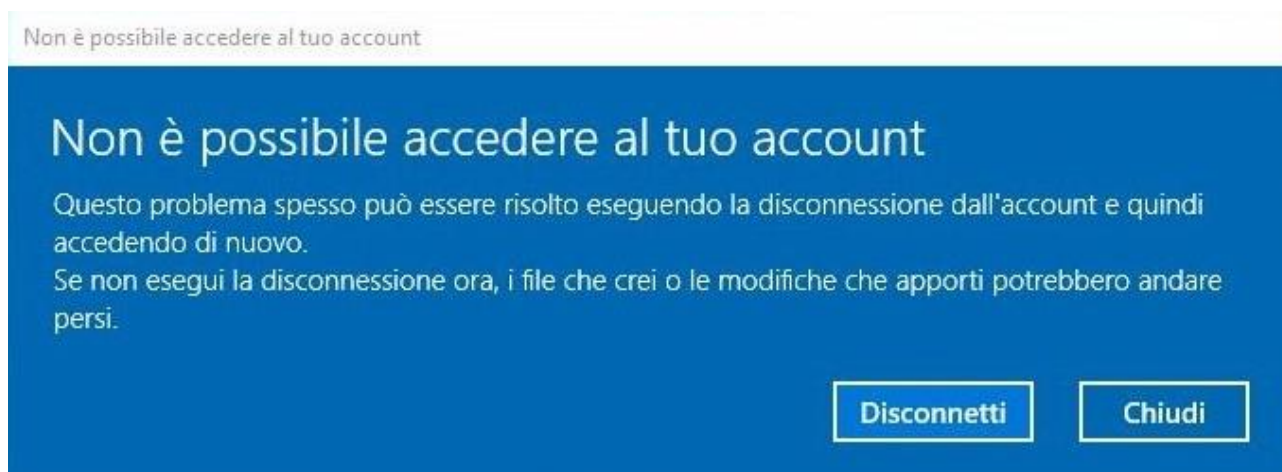 Non è possibile accedere al tuo account
Non è possibile accedere al tuo account
Questo problema spesso può essere risolto eseguendo la disconnessione dall'account e quindi
accedendo di nuovo.
Se non esegui la disconnessione ora, i file che crei o le modifiche che apporti potrebbero andare
persi.
Disconnetti Chiudi